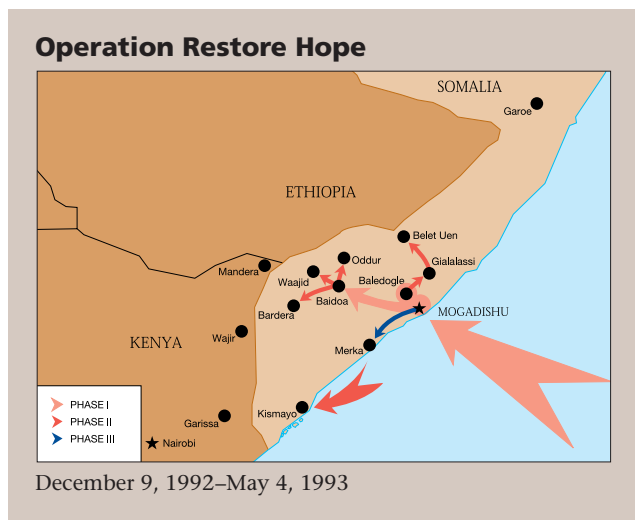 Operation Restore Hope
SOMALIA
Garoe
ETHIOPIA
Belet Uen
Oddur
Gialalassi
Mandera
Waajid
Baledogle
Baidoa
Bardera
MOGADISHU
Wajir
KENYA
Merka
PHASE I
PHASE II
PHASE III
Kismayo
Garissa
Nairobi
December 9, 1992–May 4, 1993